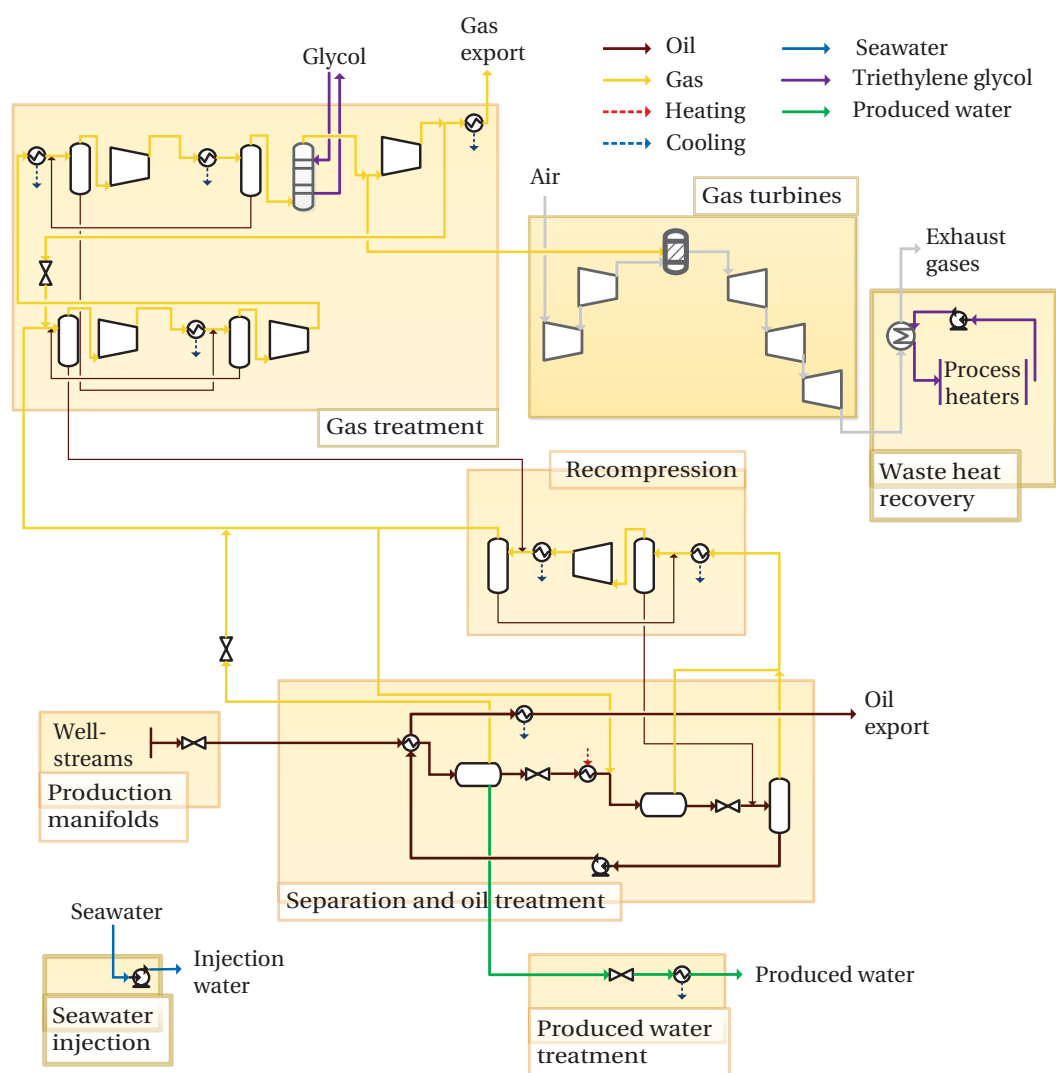 Gas
export
Glycol
Oil
Gas
Heating
Cooling
Seawater
Triethylene glycol
Produced water
Air
Gas turbines
Exhaust
gases
Process
heaters
Gas treatment
Waste heat
recovery
Recompression
Oil
export
Well-
streams
Production
manifolds
Separation and oil treatment
Seawater
Injection
water
Seawater
injection
Produced water
Produced water
treatment